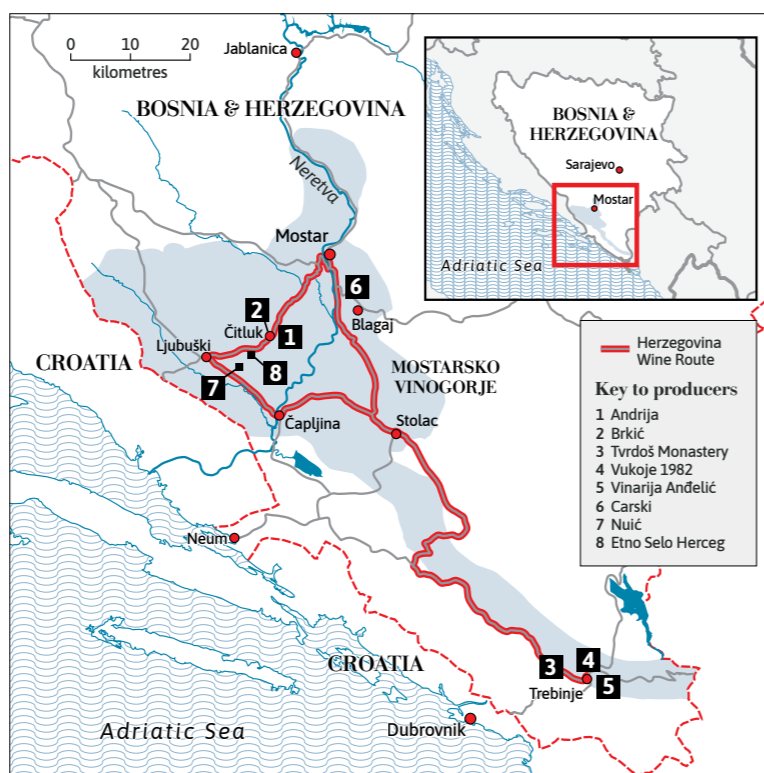 0 10 20
kilometres
Jablanica
BOSNIA & HERZEGOVINA
Neretva
Mostar
6
Blagaj
2
Čitluk
1
Ljubuški
8
7
CROATIA
MOSTARSKO
VINOGORJE
Čapljina
Stolac
Neum
CROATIA
3
4
5
Trebinje
Dubrovnik
Adriatic Sea
BOSNIA &
HERZEGOVINA
Sarajevo
Mostar
Adriatic Sea
Herzegovina
Wine Route
Key to producers
1 Andrija
2 Brkić
3 Tvrdoš Monastery
4 Vukoje 1982
5 Vinarija Anđelić
6 Carski
7 Nuić
8 Etno Selo Herceg